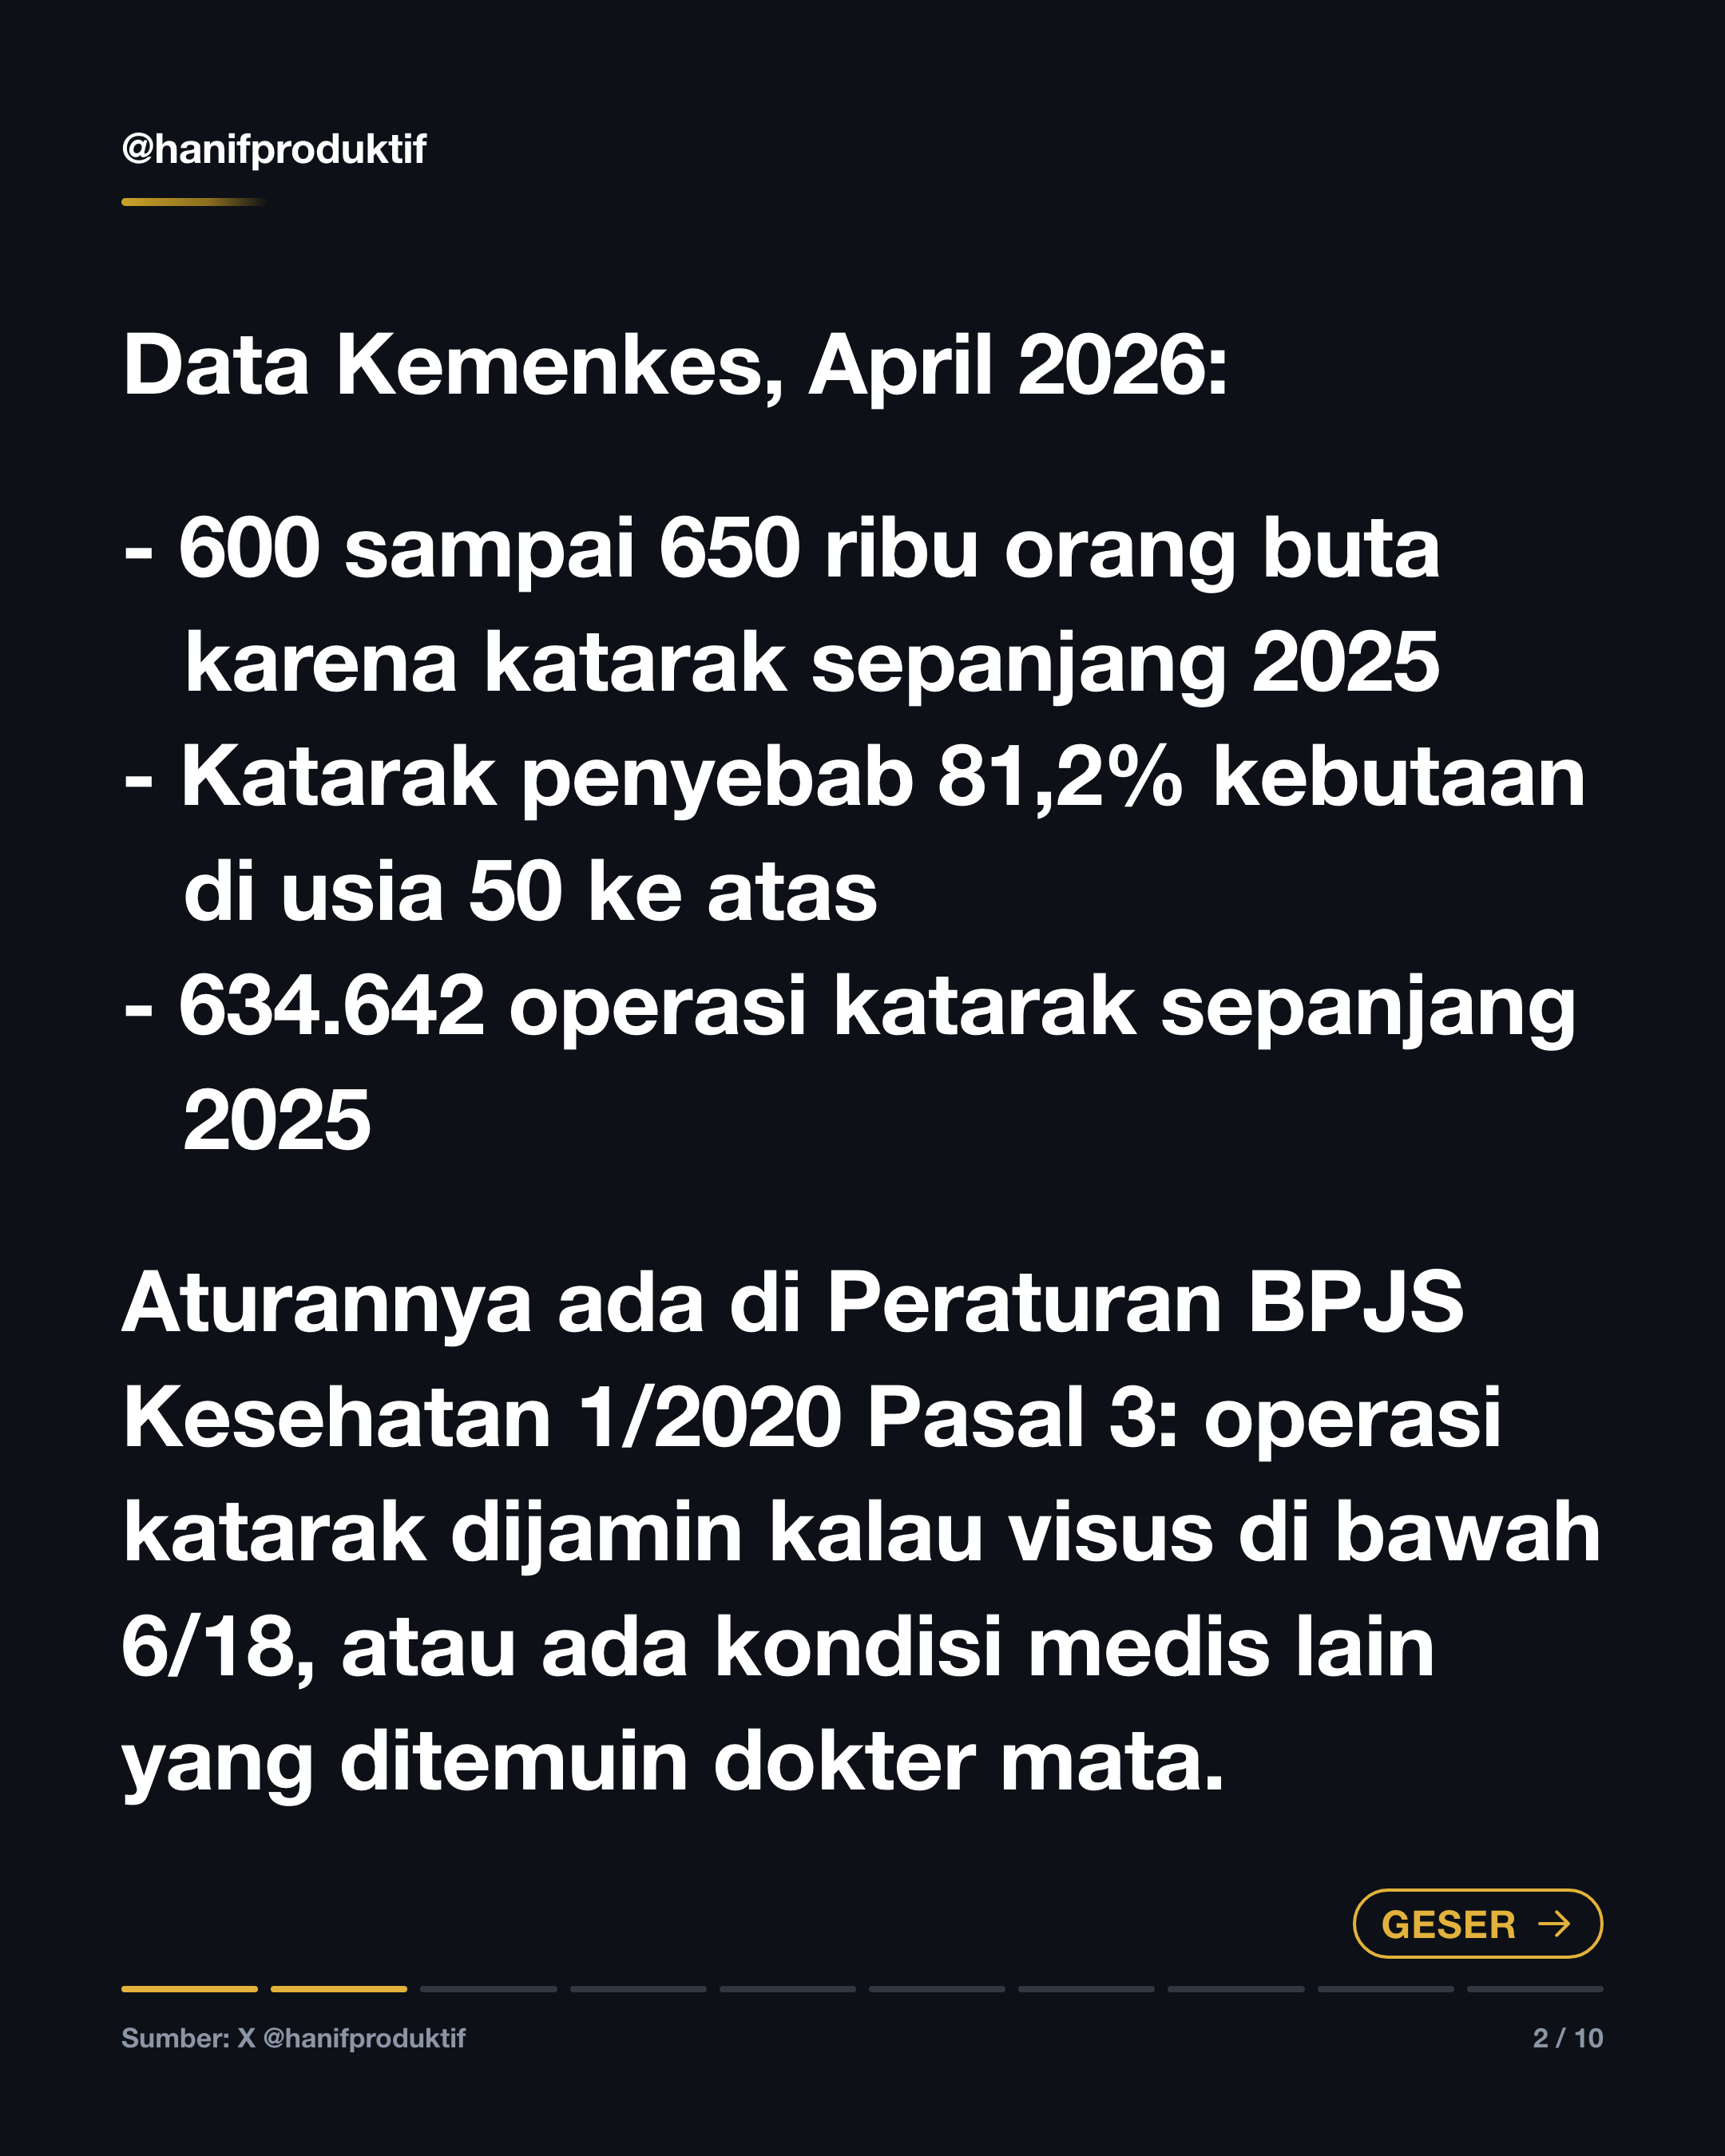 @hanifproduktif
Data Kemenkes, April 2026:
- 600 sampai 650 ribu orang buta
karena katarak sepanjang 2025
- Katarak penyebab 81,2% kebutaan
di usia 50 ke atas
- 634.642 operasi katarak sepanjang
2025
Aturannya ada di Peraturan BPJS
Kesehatan 1/2020 Pasal 3: operasi
katarak dijamin kalau visus di bawah
6/18, atau ada kondisi medis lain
yang ditemuin dokter mata.
GESER →
Sumber: X @hanifproduktif
2 / 10